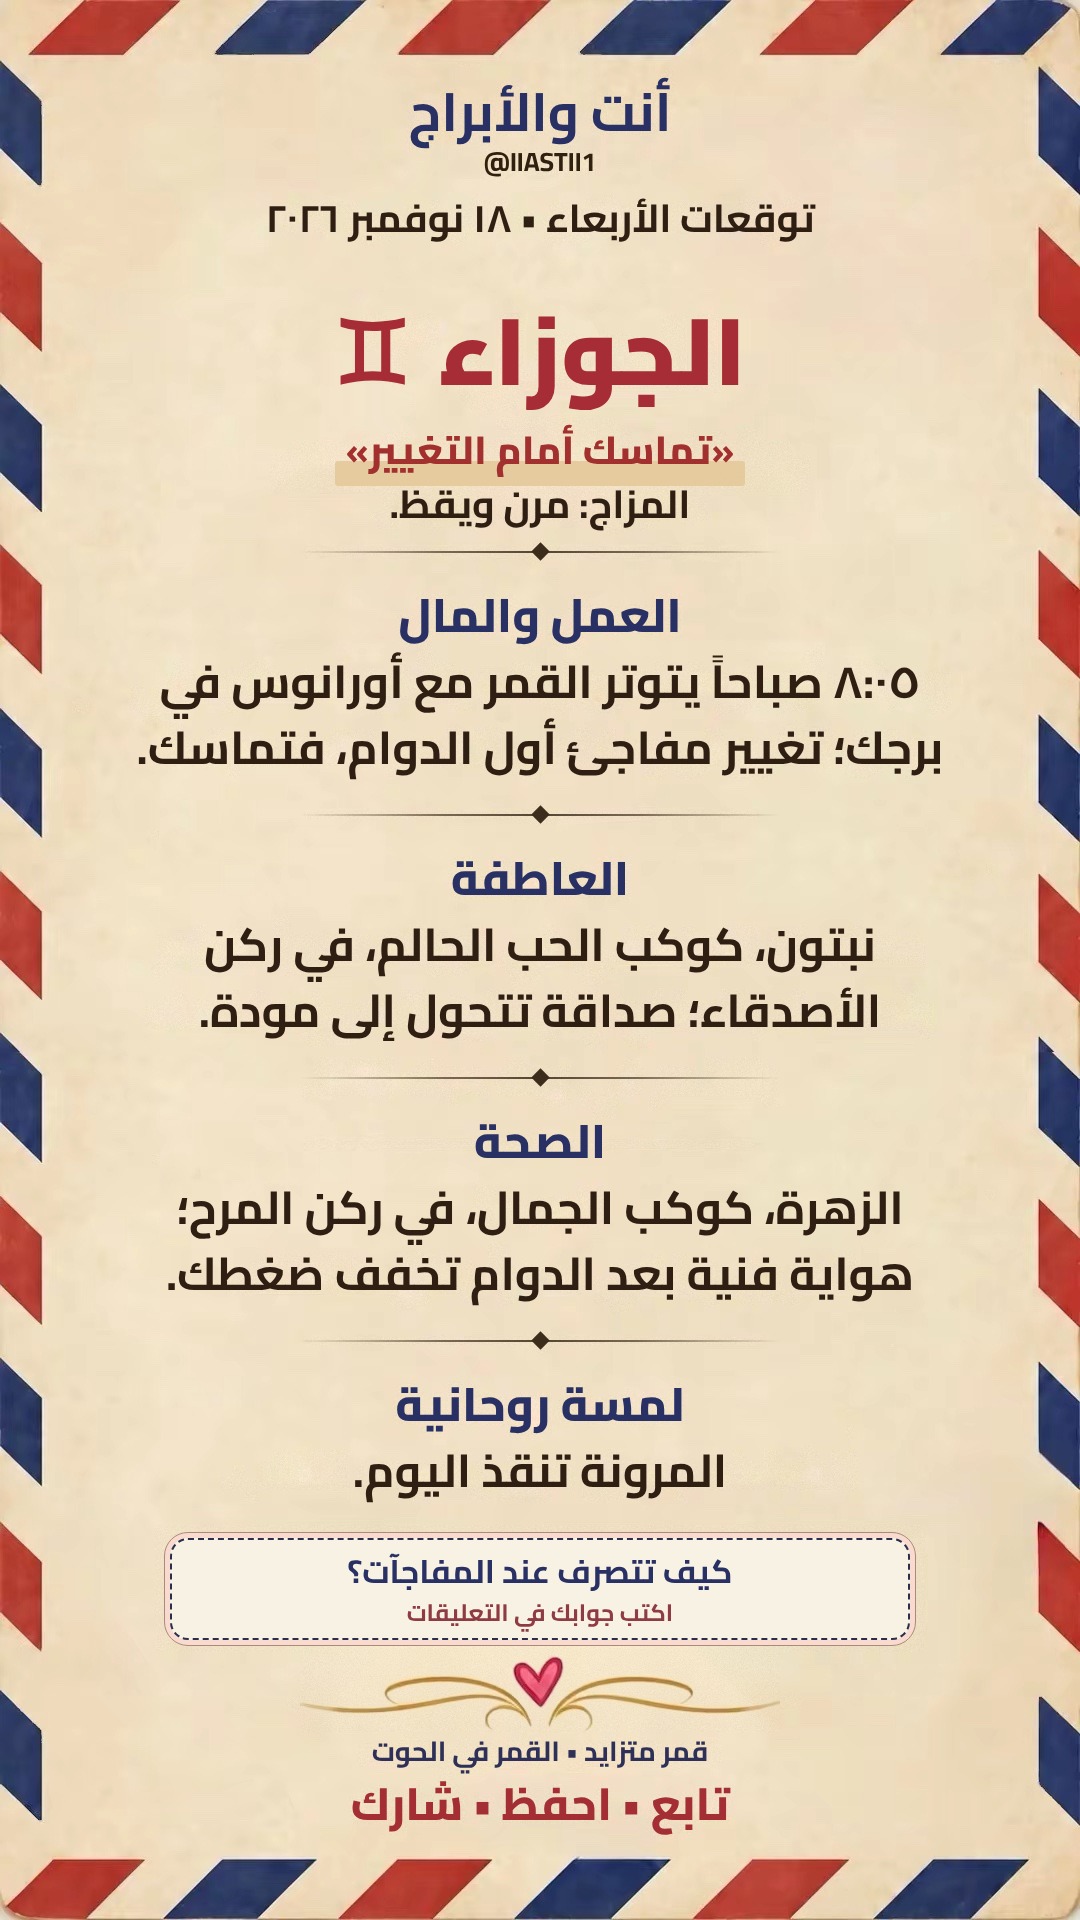 أنت والأبراج
@IIASTII1
توقعات الأربعاء ▪ ١٨ نوفمبر ٢٠٢٦
الجوزاء ♊
«تماسك أمام التغيير»
المزاج: مرن ويقظ.
العمل والمال
٨:٠٥ صباحاً يتوتر القمر مع أورانوس في
برجك؛ تغيير مفاجئ أول الدوام، فتماسك.
العاطفة
نبتون، كوكب الحب الحالم، في ركن
الأصدقاء؛ صداقة تتحول إلى مودة.
الصحة
الزهرة، كوكب الجمال، في ركن المرح؛
هواية فنية بعد الدوام تخفف ضغطك.
لمسة روحانية
المرونة تنقذ اليوم.
كيف تتصرف عند المفاجآت؟
اكتب جوابك في التعليقات
قمر متزايد ▪ القمر في الحوت
تابع ▪ احفظ ▪ شارك